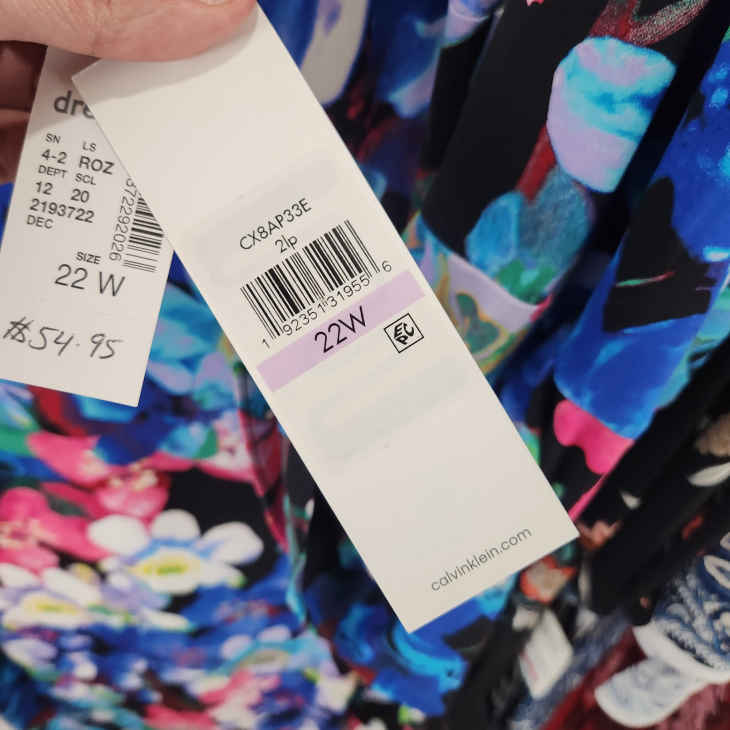 SN LS
4-2 ROZ
DEPT SCL
12 20
2193722
DEC
SIZE
22 W
$54.95
CX8AP33E
2lp
1 92351 31955 6
22W
EPC
calvinklein.com